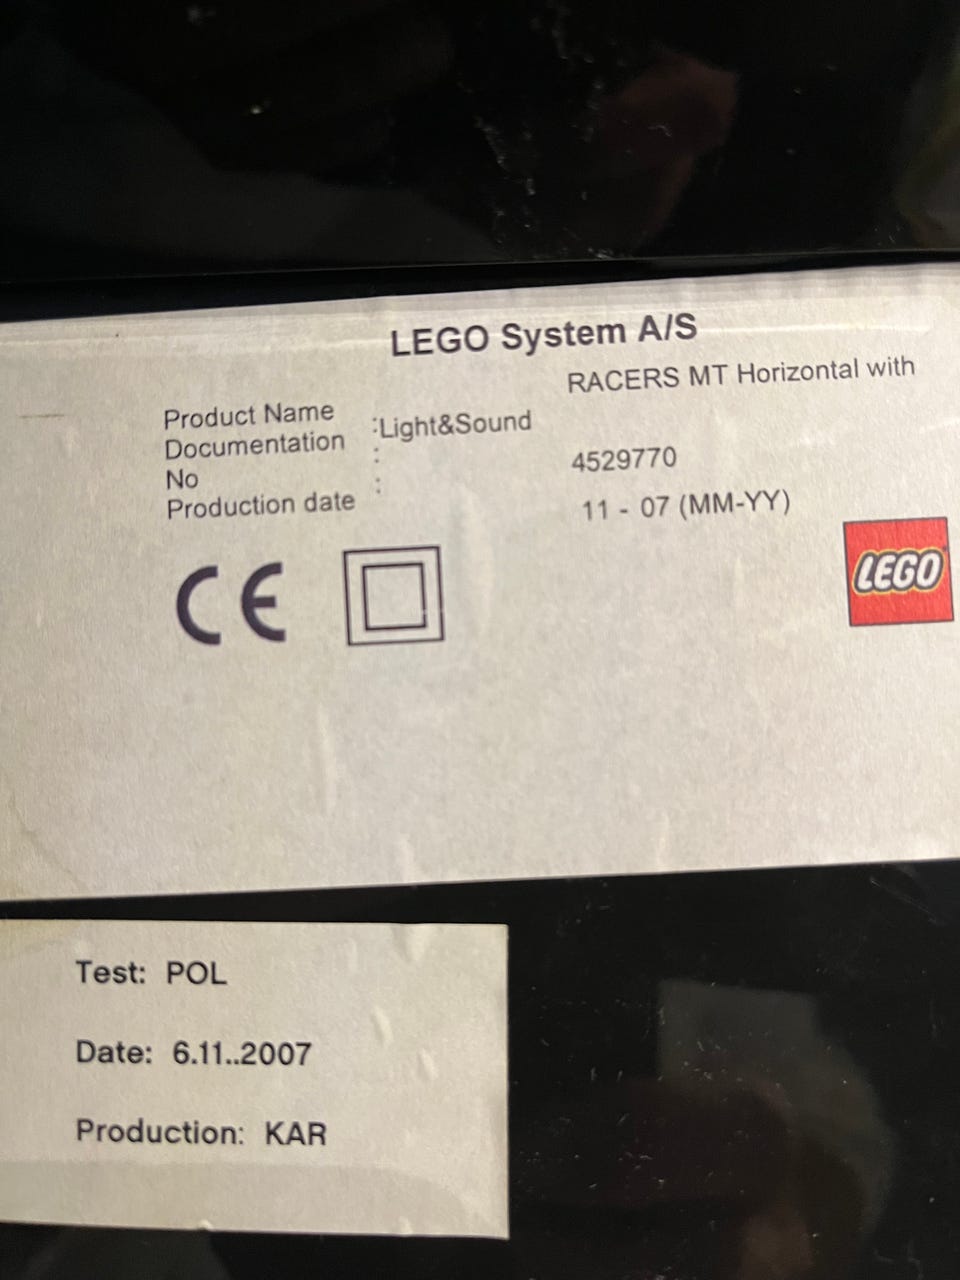 LEGO System A/S
RACERS MT Horizontal with
Product Name
:Light&Sound
Documentation
:
No
4529770
:
Production date
11 - 07 (MM-YY)
CE
LEGO
Test: POL
Date: 6.11..2007
Production: KAR